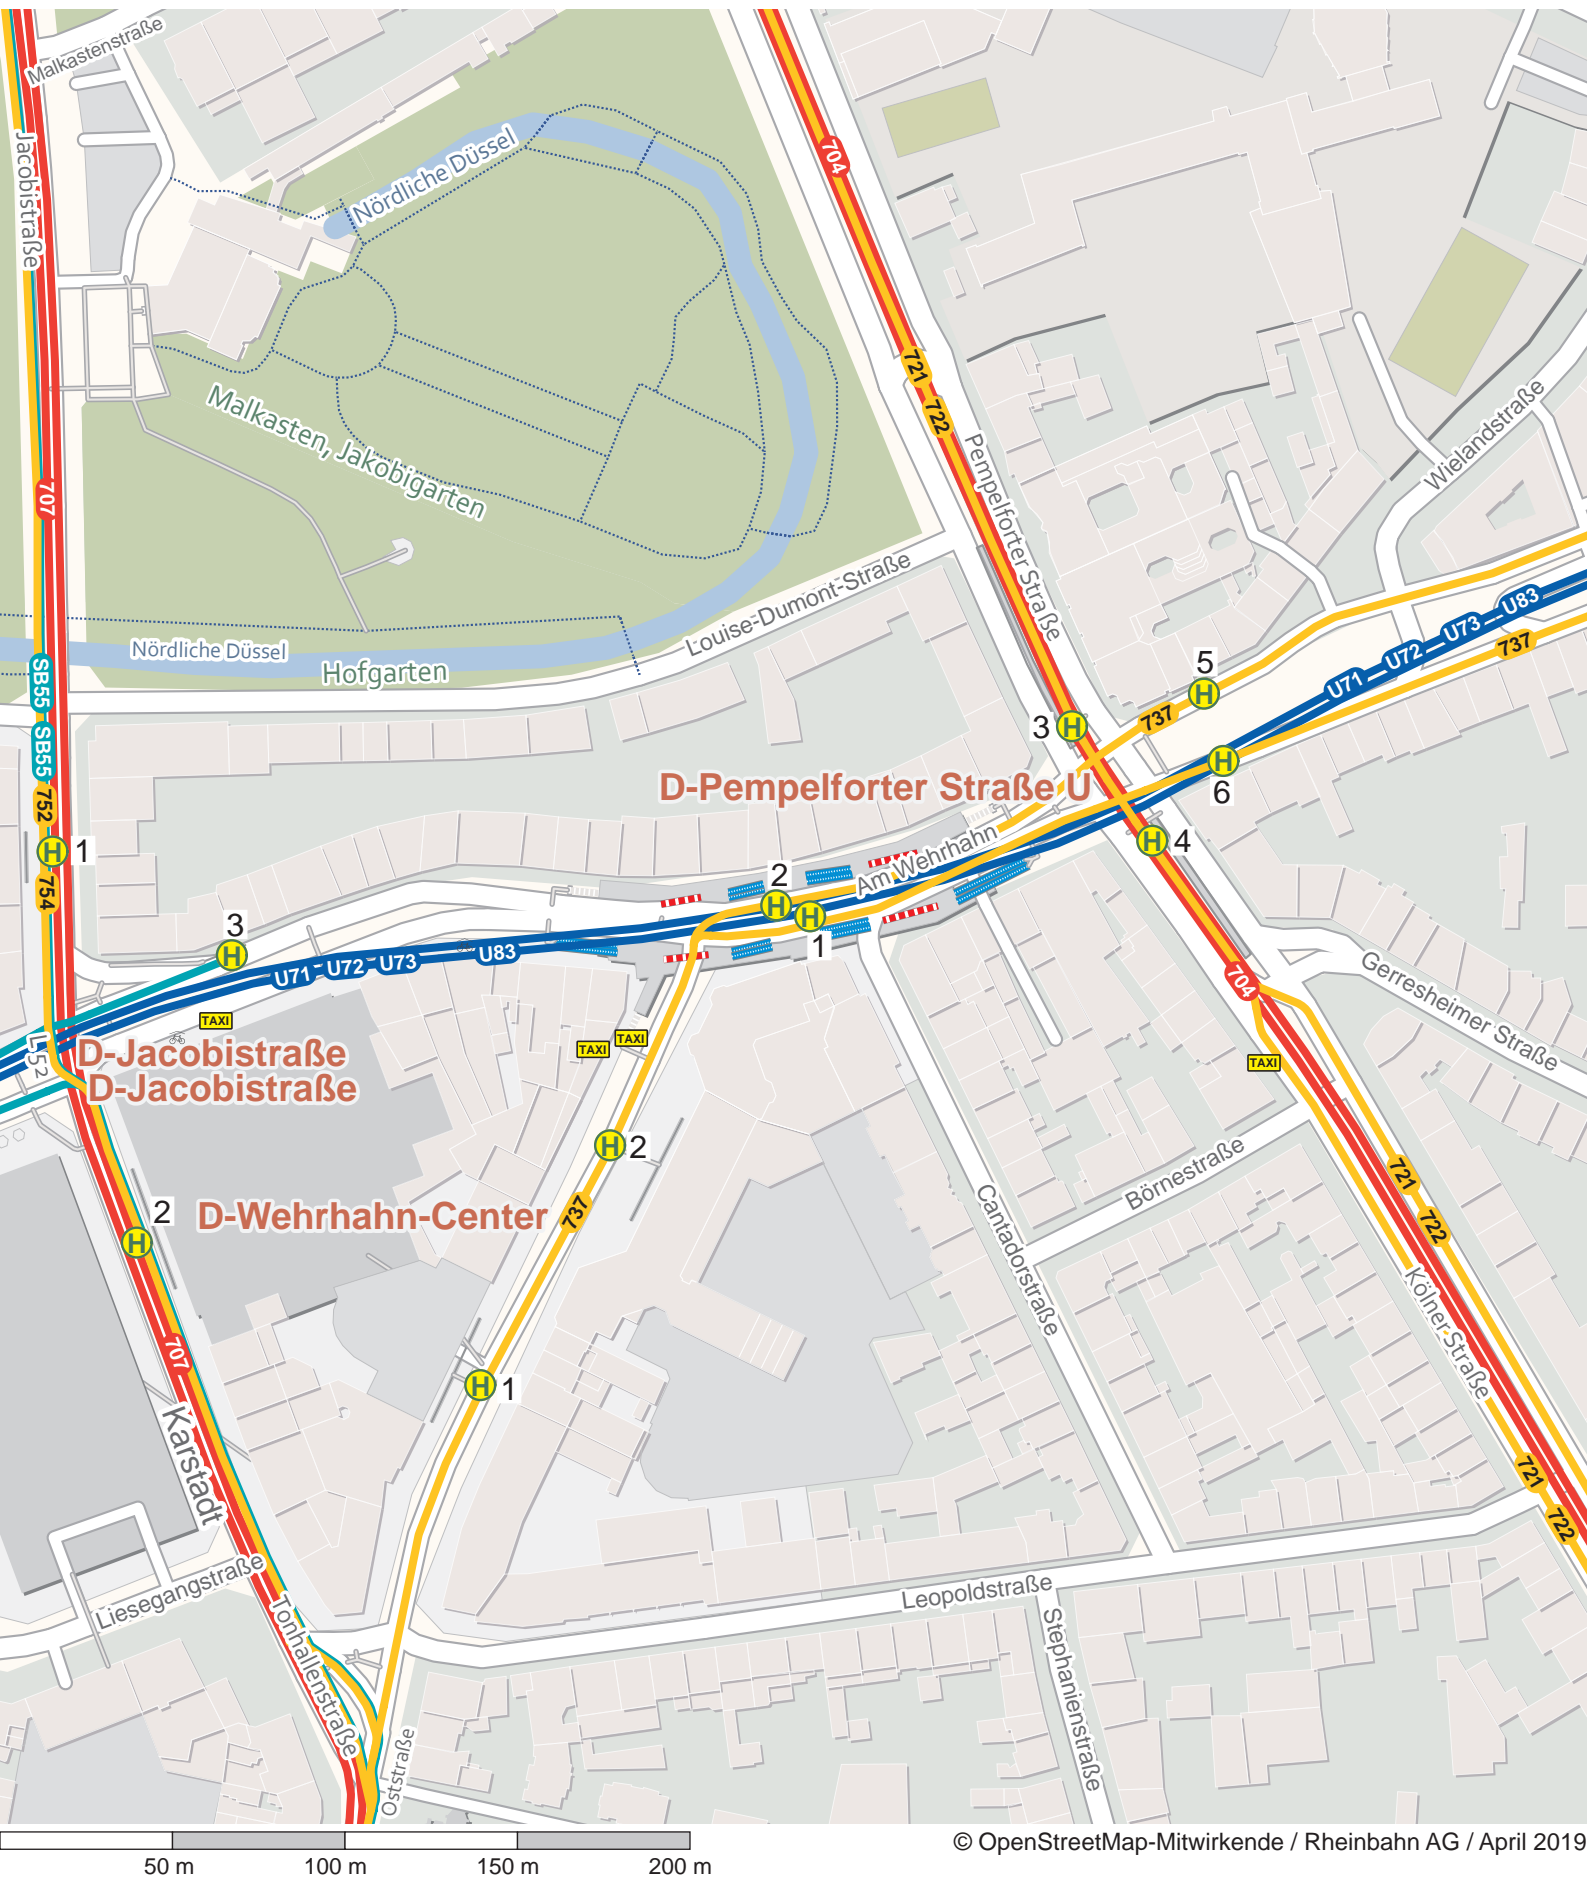 Malkastenstraße
Jacobistraße
Nördliche Düssel
704
721
722
Malkasten, Jakobigarten
707
Pempelforter Straße
Wielandstraße
Louise-Dumont-Straße
Nördliche Düssel
Hofgarten
SB55
SB55
752
754
H 1
U83
U73
U72
U71
737
5
H
737
3 H
D-Pempelforter Straße U
H
6
H 4
Am Wehrhahn
2
H
H
1
3
H
U71
U72
U73
U83
TAXI
TAXI
TAXI
L 52
D-Jacobistraße
D-Jacobistraße
704
Gerresheimer Straße
TAXI
H 2
Börnestraße
721
722
2
H
D-Wehrhahn-Center
737
Cantadorstraße
Kölner Straße
707
H 1
Karstadt
721
722
Liesegangstraße
Leopoldstraße
Tonhallenstraße
Stephanienstraße
Oststraße
50 m
100 m
150 m
200 m
© OpenStreetMap-Mitwirkende / Rheinbahn AG / April 2019